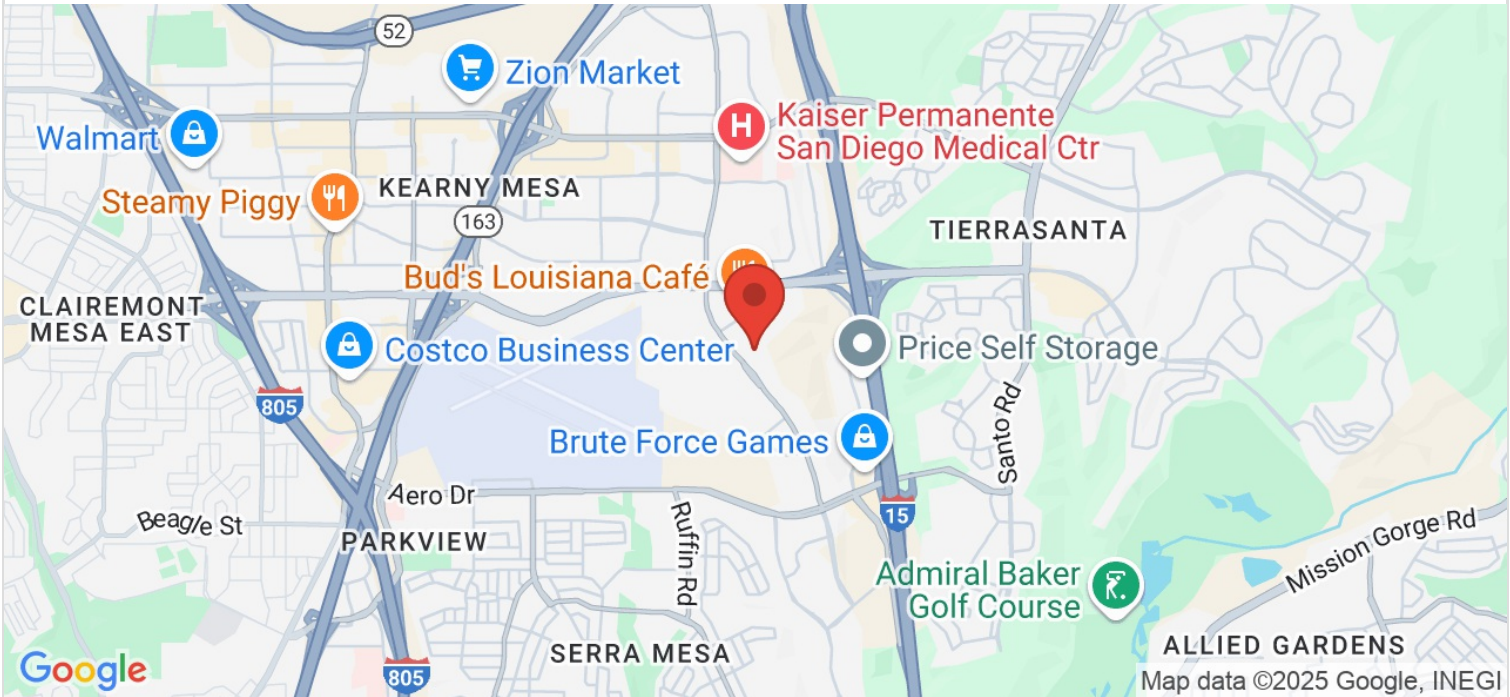 52
Zion Market
Kaiser Permanente
San Diego Medical Ctr
Walmart
KEARNY MESA
Steamy Piggy
163
TIERRASANTA
Bud's Louisiana Café
CLAIREMONT
MESA EAST
Costco Business Center
Price Self Storage
805
Santo Rd
Brute Force Games
Aero Dr
Beagle St
Ruffin Rd
15
PARKVIEW
Mission Gorge Rd
Admiral Baker
Golf Course
SERRA MESA
ALLIED GARDENS
Google
805
Map data ©2025 Google, INEGI